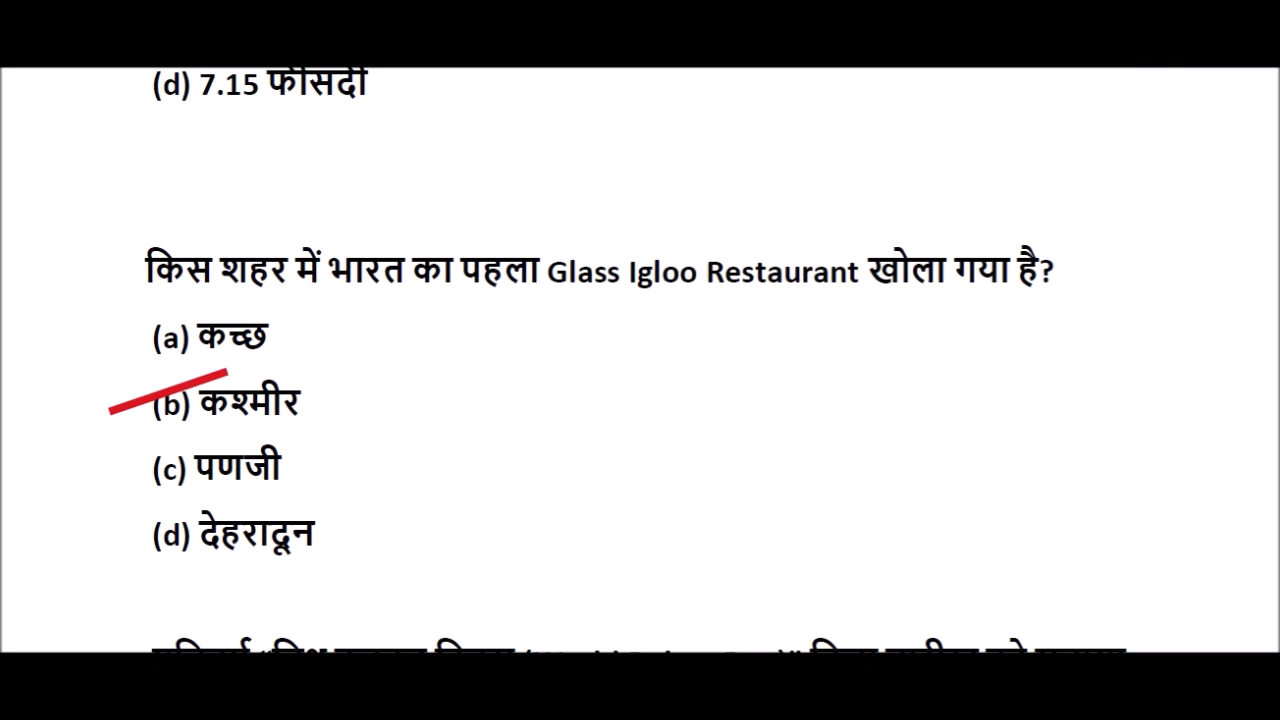 (d) 7.15 फीसदी
किस शहर में भारत का पहला Glass Igloo Restaurant खोला गया है?
(a) कच्छ
(b) कश्मीर
(c) पणजी
(d) देहरादून